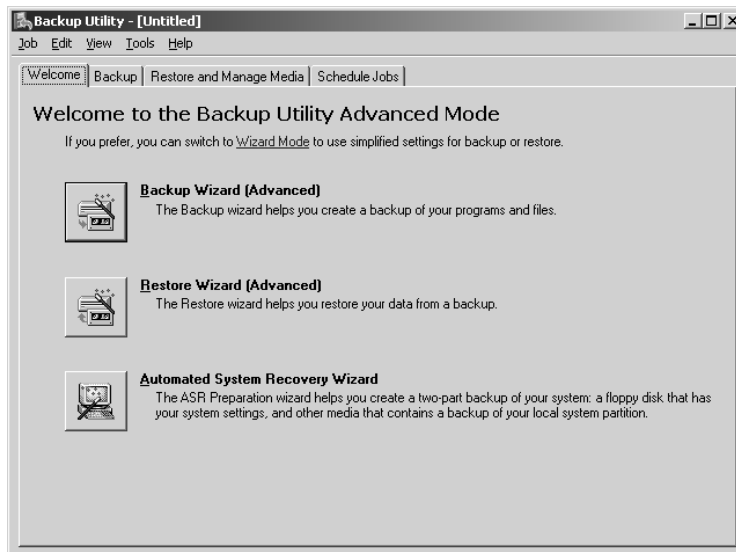 Backup Utility - [Untitled]
Job Edit View Tools Help
Welcome Backup Restore and Manage Media Schedule Jobs
Welcome to the Backup Utility Advanced Mode
If you prefer, you can switch to Wizard Mode to use simplified settings for backup or restore.
Backup Wizard (Advanced)
The Backup wizard helps you create a backup of your programs and files.
Restore Wizard (Advanced)
The Restore wizard helps you restore your data from a backup.
Automated System Recovery Wizard
The ASR Preparation wizard helps you create a two-part backup of your system: a floppy disk that has
your system settings, and other media that contains a backup of your local system partition.